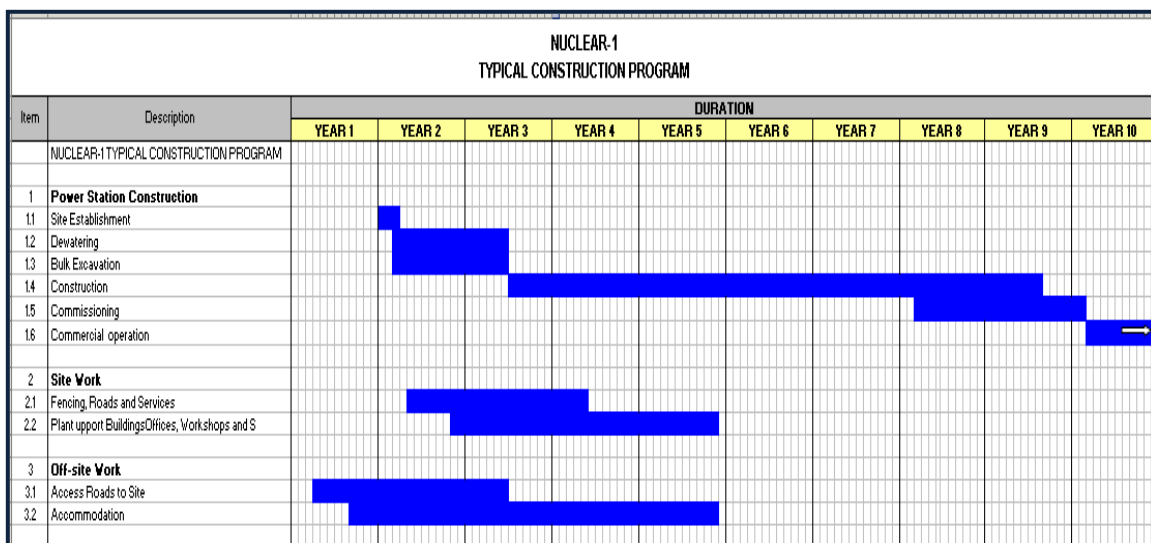 NUCLEAR-1
TYPICAL CONSTRUCTION PROGRAM
Item Description DURATION
YEAR 1 YEAR 2 YEAR 3 YEAR 4 YEAR 5 YEAR 6 YEAR 7 YEAR 8 YEAR 9 YEAR 10
NUCLEAR-1 TYPICAL CONSTRUCTION PROGRAM
1 Power Station Construction
1.1 Site Establishment
1.2 Dewatering
1.3 Bulk Excavation
1.4 Construction
1.5 Commissioning
1.6 Commercial operation
2 Site Work
2.1 Fencing, Roads and Services
2.2 Plant upport BuildingsOffices, Workshops and S
3 Off-site Work
3.1 Access Roads to Site
3.2 Accommodation